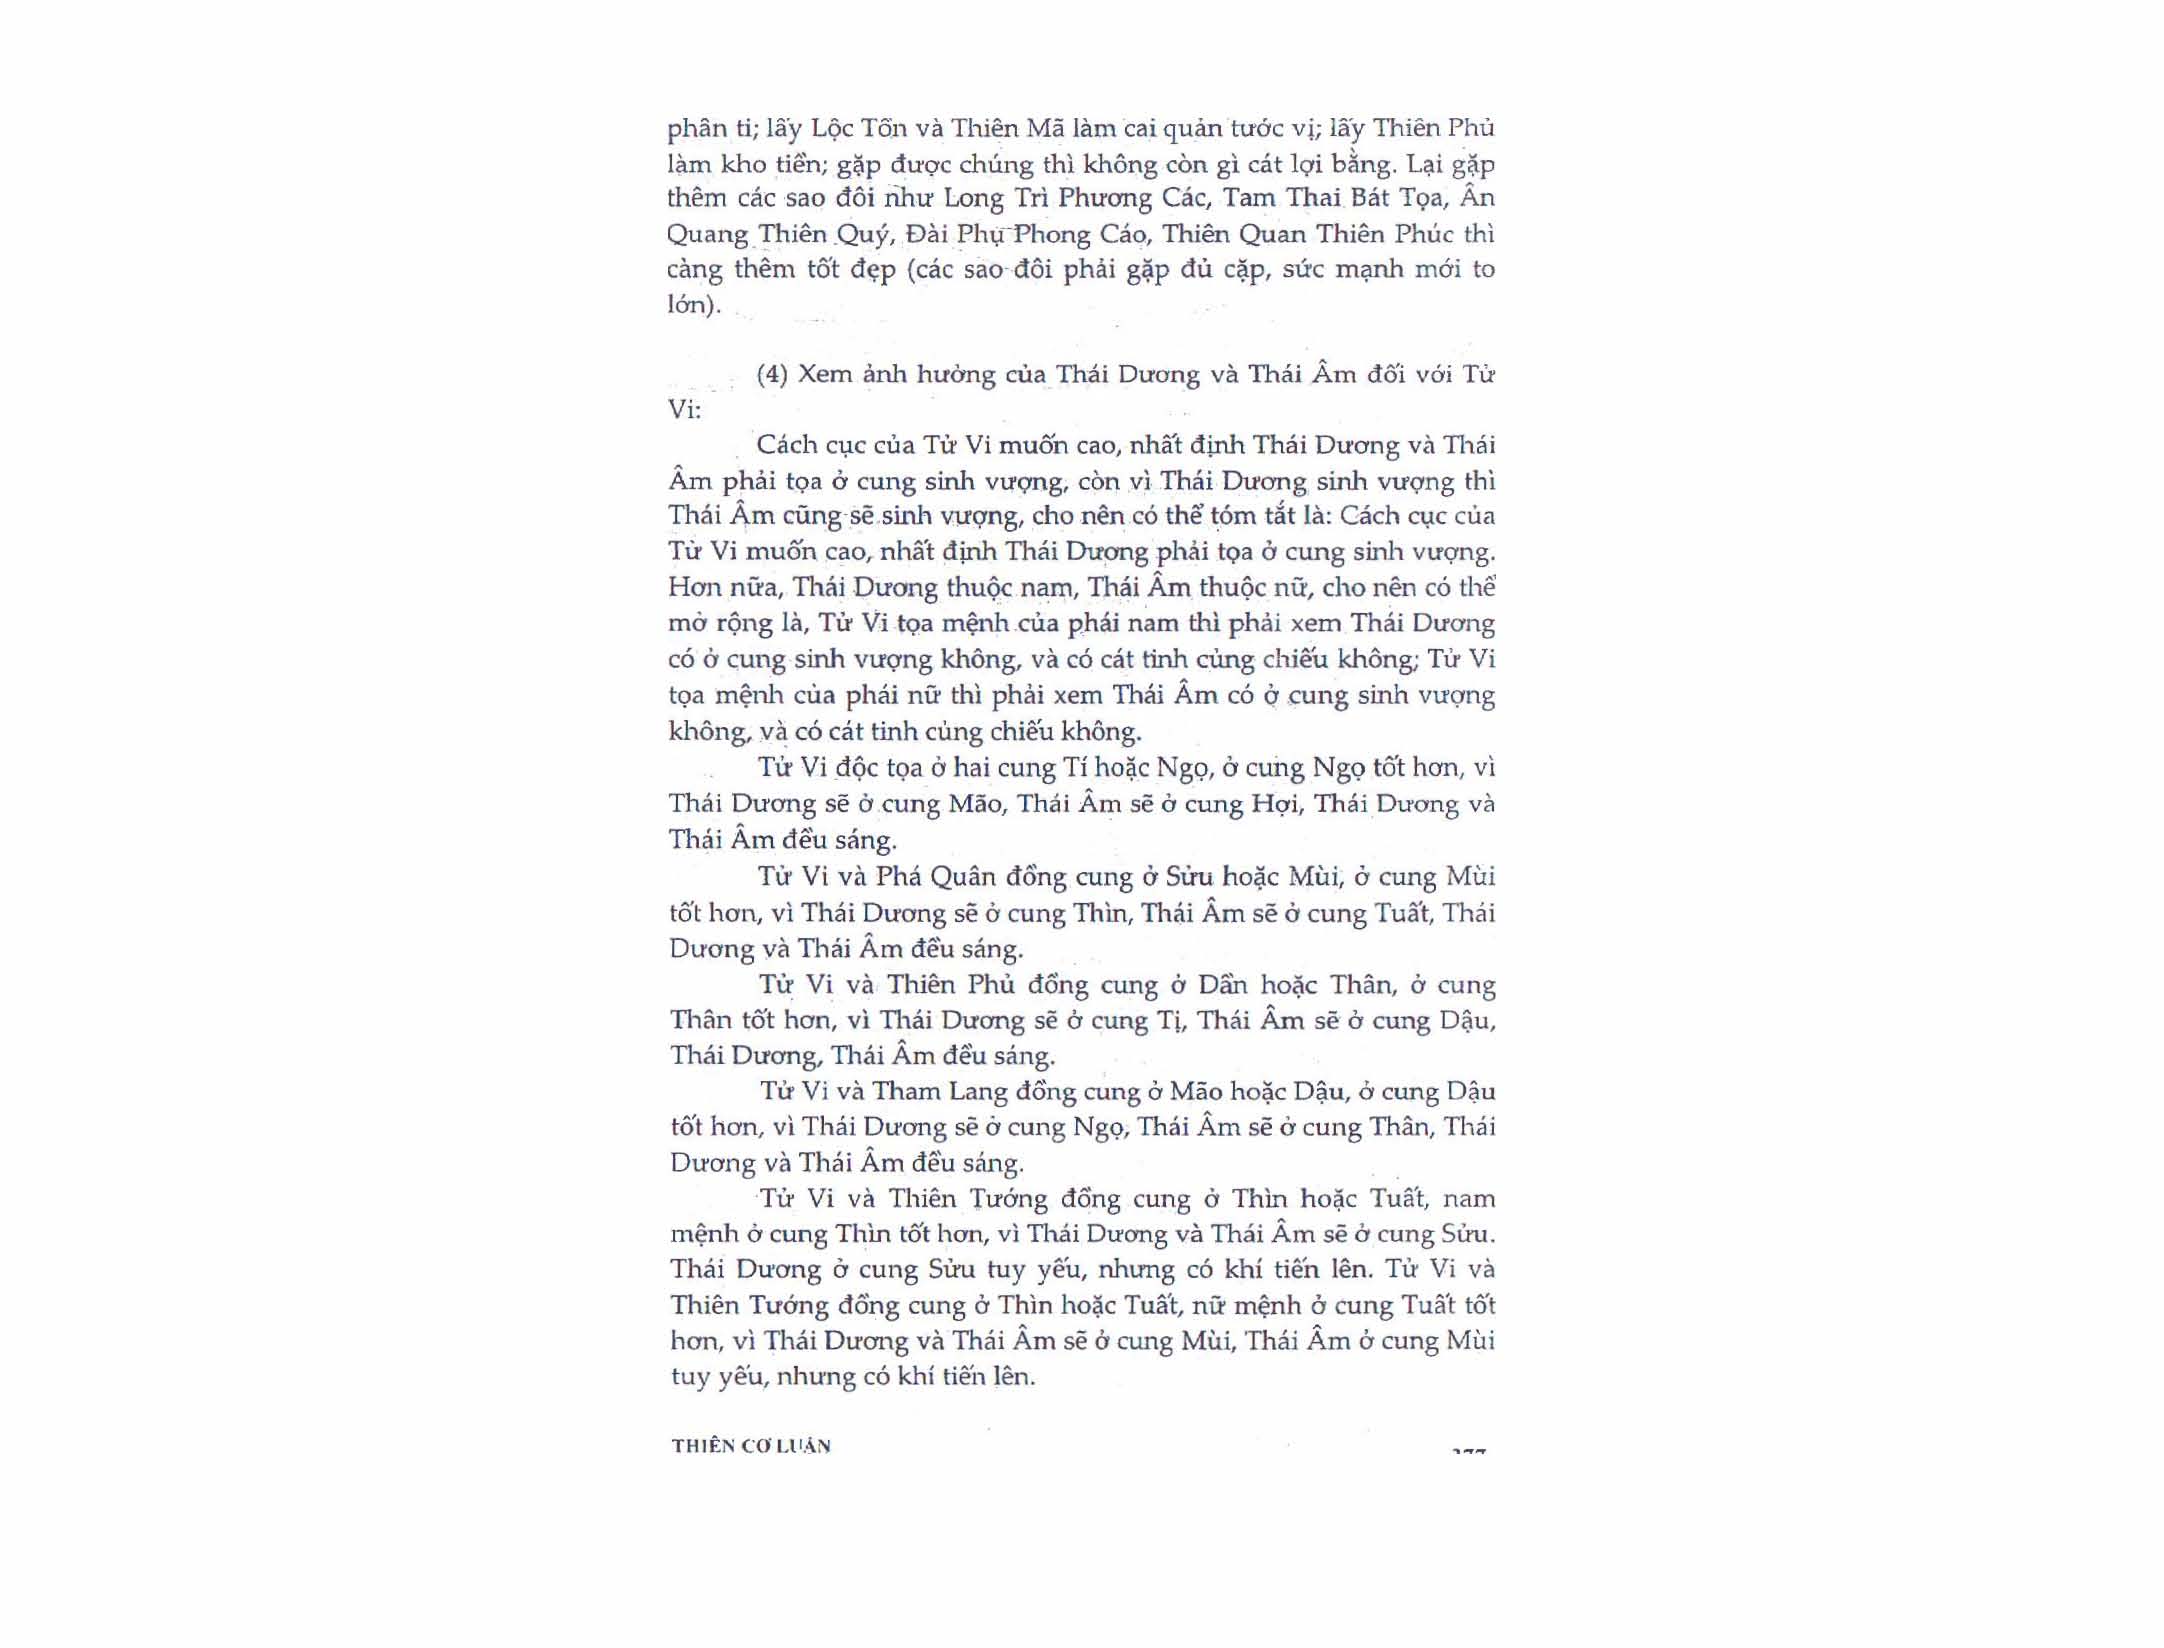 phân ti; lấy Lộc Tồn và Thiên Mã làm cai quản tước vị; lấy Thiên Phủ
làm kho tiền; gặp được chúng thì không còn gì cát lợi bằng. Lại gặp
thêm các sao đôi như Long Trì Phương Các, Tam Thai Bát Tọa, Ân
Quang Thiên Quý, Đài Phụ Phong Cáo, Thiên Quan Thiên Phúc thì
càng thêm tốt đẹp (các sao đôi phải gặp đủ cặp, sức mạnh mới to
lớn).
(4) Xem ảnh hưởng của Thái Dương và Thái Âm đối với Tử
Vi:
Cách cục của Tử Vi muốn cao, nhất định Thái Dương và Thái
Âm phải tọa ở cung sinh vượng, còn vì Thái Dương sinh vượng thì
Thái Âm cũng sẽ sinh vượng, cho nên có thể tóm tắt là: Cách cục của
Tử Vi muốn cao, nhất định Thái Dương phải tọa ở cung sinh vượng.
Hơn nữa, Thái Dương thuộc nam, Thái Âm thuộc nữ, cho nên có thể
mở rộng là, Tử Vi tọa mệnh của phái nam thì phải xem Thái Dương
có ở cung sinh vượng không, và có cát tinh củng chiếu không; Tử Vi
tọa mệnh của phái nữ thì phải xem Thái Âm có ở cung sinh vượng
không, và có cát tinh củng chiếu không.
Tử Vi độc tọa ở hai cung Tí hoặc Ngọ, ở cung Ngọ tốt hơn, vì
Thái Dương sẽ ở cung Mão, Thái Âm sẽ ở cung Hợi, Thái Dương và
Thái Âm đều sáng.
Tử Vi và Phá Quân đồng cung ở Sửu hoặc Mùi, ở cung Mùi
tốt hơn, vì Thái Dương sẽ ở cung Thìn, Thái Âm sẽ ở cung Tuất, Thái
Dương và Thái Âm đều sáng.
Tử Vi và Thiên Phủ đồng cung ở Dần hoặc Thân, ở cung
Thân tốt hơn, vì Thái Dương sẽ ở cung Tị, Thái Âm sẽ ở cung Dậu,
Thái Dương, Thái Âm đều sáng.
Tử Vi và Tham Lang đồng cung ở Mão hoặc Dậu, ở cung Dậu
tốt hơn, vì Thái Dương sẽ ở cung Ngọ, Thái Âm sẽ ở cung Thân, Thái
Dương và Thái Âm đều sáng.
Tử Vi và Thiên Tướng đồng cung ở Thìn hoặc Tuất, nam
mệnh ở cung Thìn tốt hơn, vì Thái Dương và Thái Âm sẽ ở cung Sửu.
Thái Dương ở cung Sửu tuy yếu, nhưng có khí tiến lên. Tử Vi và
Thiên Tướng đồng cung ở Thìn hoặc Tuất, nữ mệnh ở cung Tuất tốt
hơn, vì Thái Dương và Thái Âm sẽ ở cung Mùi, Thái Âm ở cung Mùi
tuy yếu, nhưng có khí tiến lên.
THIÊN CƠ LUẬN